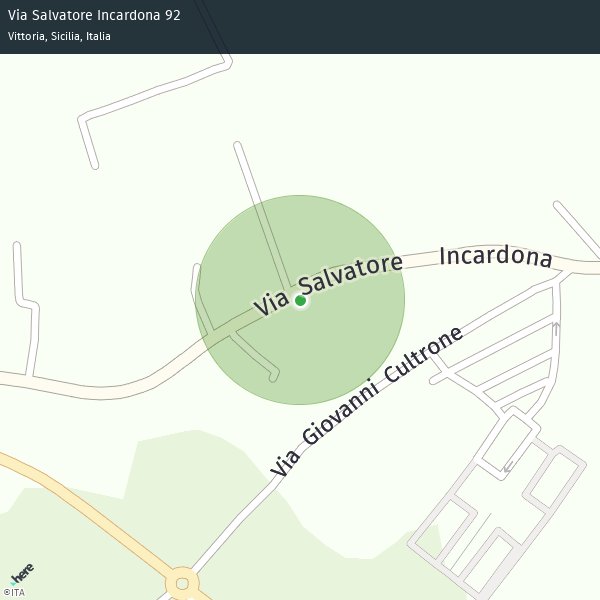 Via Salvatore Incardona 92
Vittoria, Sicilia, Italia
Via Salvatore Incardona
Via Giovanni Cultrone
here
©ITA